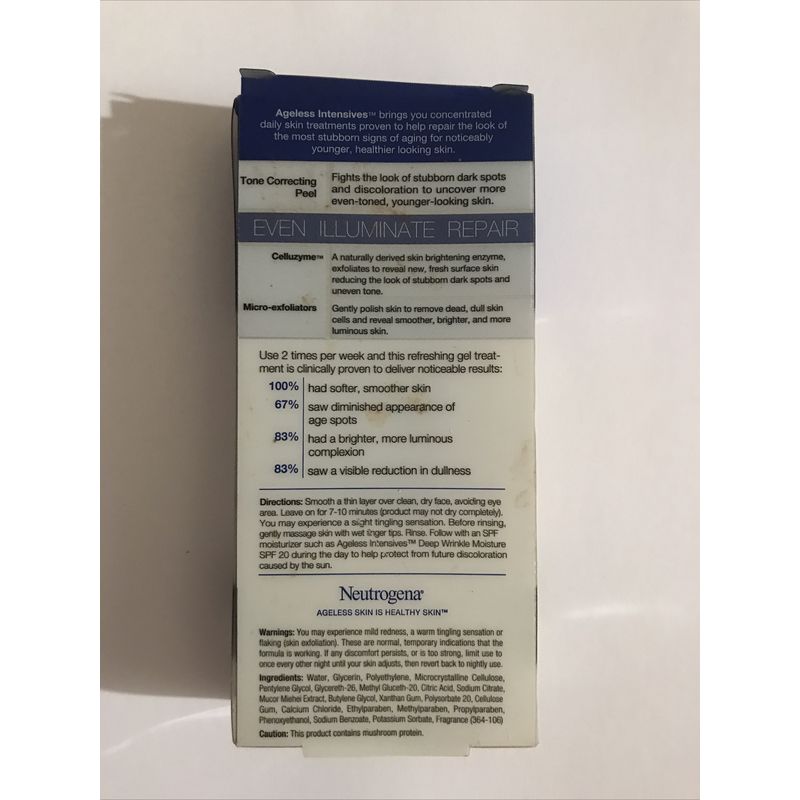 Ageless Intensives™ brings you concentrated
daily skin treatments proven to help repair the look of
the most stubborn signs of aging for noticeably
younger, healthier looking skin.
Tone Correcting
Peel
Fights the look of stubborn dark spots
and discoloration to uncover more
even-toned, younger-looking skin.
EVEN ILLUMINATE REPAIR
Celluzyme™
A naturally derived skin brightening enzyme,
exfoliates to reveal new, fresh surface skin
reducing the look of stubborn dark spots and
uneven tone.
Micro-exfoliators
Gently polish skin to remove dead, dull skin
cells and reveal smoother, brighter, and more
luminous skin.
Use 2 times per week and this refreshing gel treat-
ment is clinically proven to deliver noticeable results:
100% had softer, smoother skin
67% saw diminished appearance of
age spots
83% had a brighter, more luminous
complexion
83% saw a visible reduction in dullness
Directions: Smooth a thin layer over clean, dry face, avoiding eye
area. Leave on for 7-10 minutes (product may not dry completely).
You may experience a slight tingling sensation. Before rinsing,
gently massage skin with wet finger tips. Rinse. Follow with an SPF
moisturizer such as Ageless Intensives™ Deep Wrinkle Moisture
SPF 20 during the day to help protect from future discoloration
caused by the sun.
Neutrogena®
AGELESS SKIN IS HEALTHY SKIN™
Warnings: You may experience mild redness, a warm tingling sensation or
flaking (skin exfoliation). These are normal, temporary indications that the
formula is working. If any discomfort persists, or is too strong, limit use to
once every other night until your skin adjusts, then revert back to nightly use.
Ingredients: Water, Glycerin, Polyethylene, Microcrystalline Cellulose,
Pentylene Glycol, Glycereth-26, Methyl Gluceth-20, Citric Acid, Sodium Citrate,
Mucor Miehei Extract, Butylene Glycol, Xanthan Gum, Polysorbate 20, Cellulose
Gum, Calcium Chloride, Ethylparaben, Methylparaben, Propylparaben,
Phenoxyethanol, Sodium Benzoate, Potassium Sorbate, Fragrance (364-106)
Caution: This product contains mushroom protein.